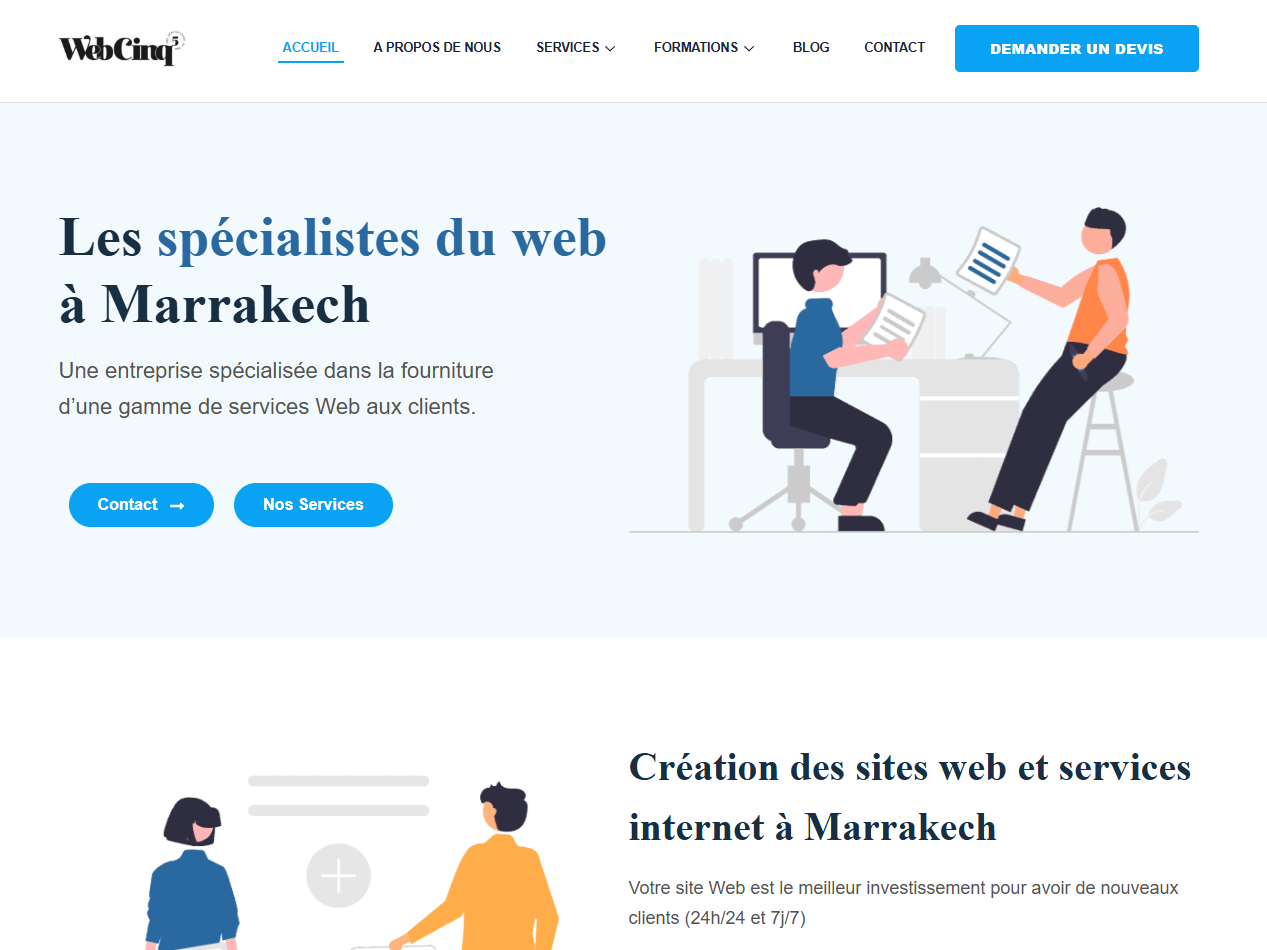 WebCinq 5
ACCUEIL
A PROPOS DE NOUS
SERVICES
FORMATIONS
BLOG
CONTACT
DEMANDER UN DEVIS
Les spécialistes du web
à Marrakech
Une entreprise spécialisée dans la fourniture
d’une gamme de services Web aux clients.
Contact
Nos Services
Création des sites web et services
internet à Marrakech
Votre site Web est le meilleur investissement pour avoir de nouveaux
clients (24h/24 et 7j/7)